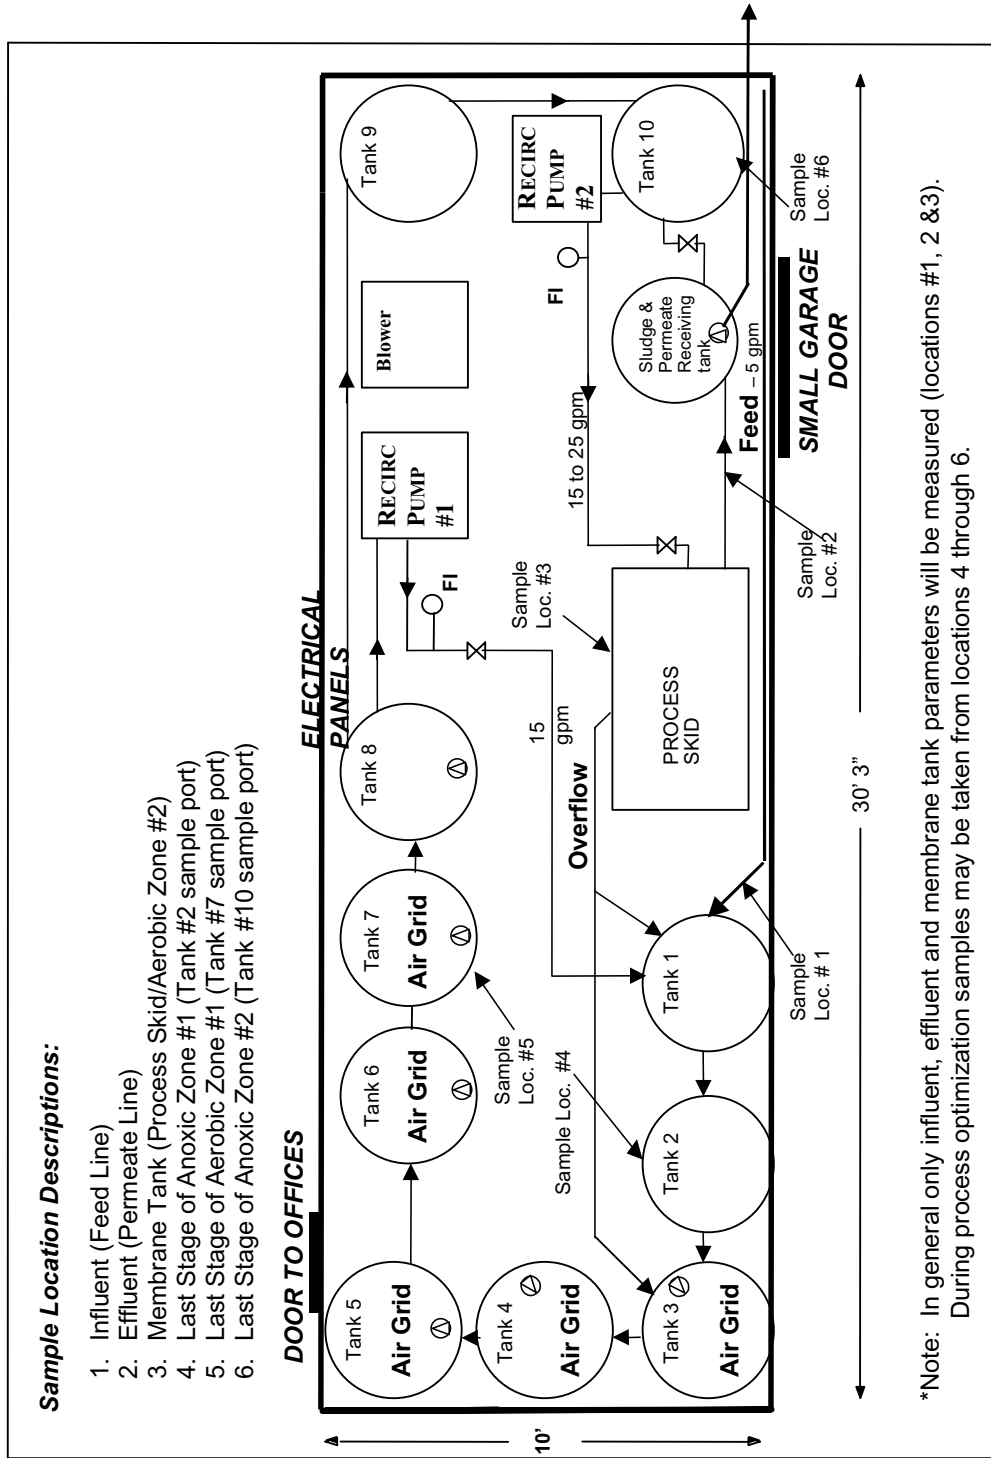 Sample Location Descriptions:
1. Influent (Feed Line)
2. Effluent (Permeate Line)
3. Membrane Tank (Process Skid/Aerobic Zone #2)
4. Last Stage of Anoxic Zone #1 (Tank #2 sample port)
5. Last Stage of Aerobic Zone #1 (Tank #7 sample port)
6. Last Stage of Anoxic Zone #2 (Tank #10 sample port)
DOOR TO OFFICES
ELECTRICAL
PANELS
Tank 5
Air Grid
Tank 6
Air Grid
Tank 7
Air Grid
Tank 8
RECIRC
PUMP
#1
Blower
Tank 9
FI
Sample
Loc. #5
Tank 4
Air Grid
Sample Loc. #4
15
gpm
Overflow
Sample
Loc. #3
15 to 25 gpm
FI
RECIRC
PUMP
#2
Tank 3
Air Grid
Tank 2
Tank 1
PROCESS
SKID
Sludge &
Permeate
Receiving
tank
Tank 10
Feed – 5 gpm
Sample
Loc. # 1
Sample
Loc. #2
SMALL GARAGE
DOOR
Sample
Loc. #6
10'
30' 3”
*Note: In general only influent, effluent and membrane tank parameters will be measured (locations #1, 2 &3).
During process optimization samples may be taken from locations 4 through 6.